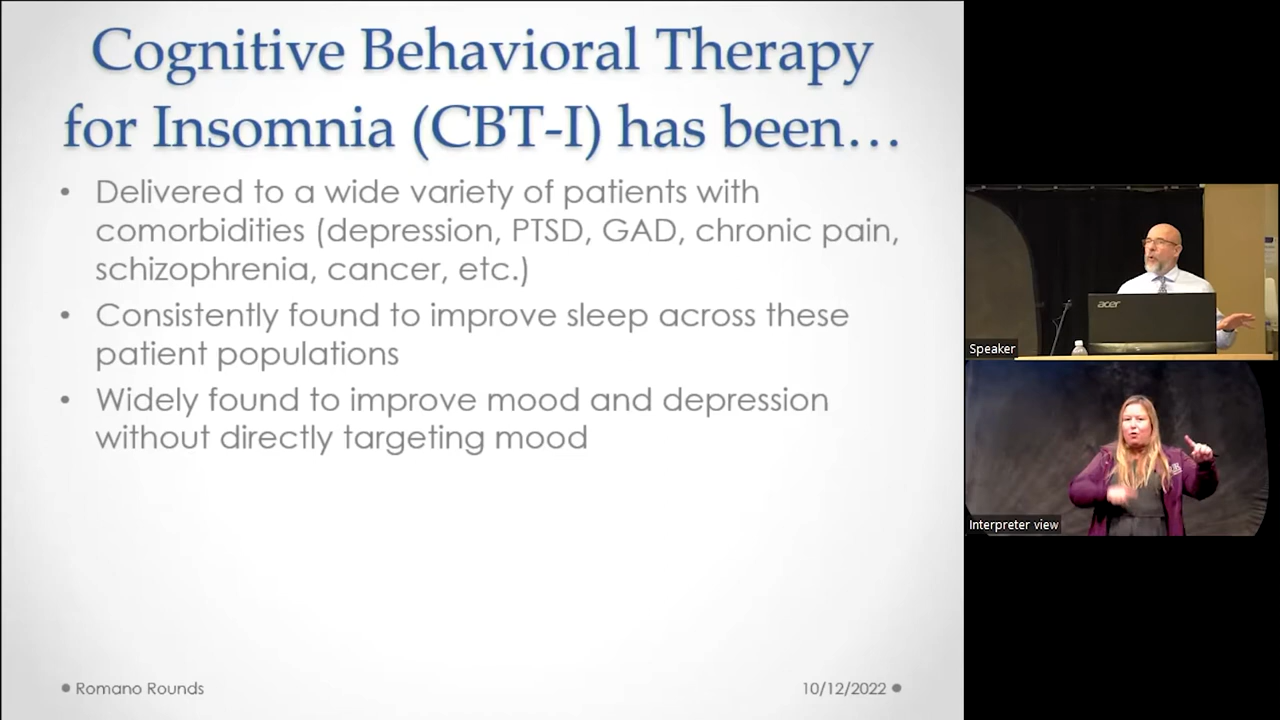 Cognitive Behavioral Therapy
for Insomnia (CBT-I) has been…
• Delivered to a wide variety of patients with
comorbidities (depression, PTSD, GAD, chronic pain,
schizophrenia, cancer, etc.)
• Consistently found to improve sleep across these
patient populations
• Widely found to improve mood and depression
without directly targeting mood
Romano Rounds
10/12/2022
acer
Speaker
Interpreter view